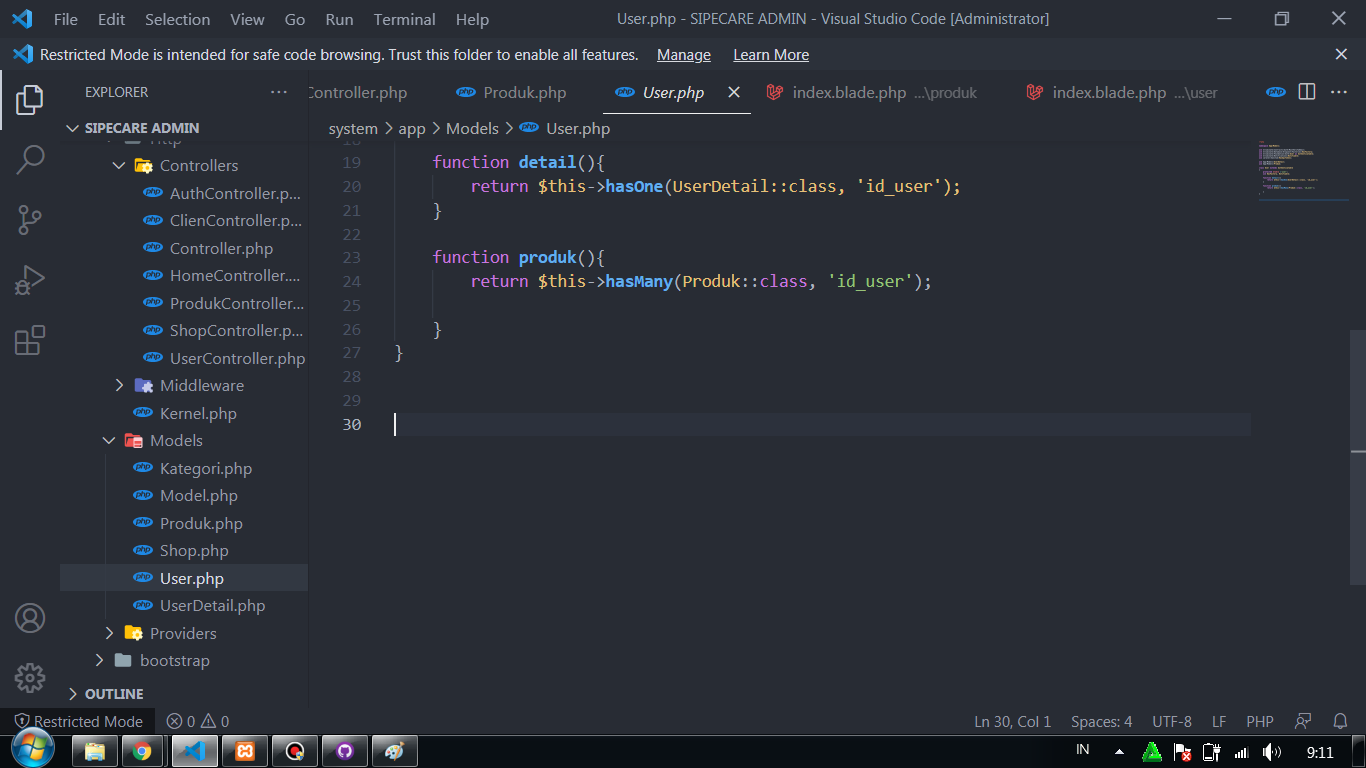 File Edit Selection View Go Run Terminal Help User.php - SIPECARE ADMIN - Visual Studio Code [Administrator]
Restricted Mode is intended for safe code browsing. Trust this folder to enable all features. Manage Learn More
EXPLORER ...
Controller.php Produk.php User.php index.blade.php ...\produk index.blade.php ...\user ...
SIPECARE ADMIN
system > app > Models > User.php
Http
Controllers
AuthController.p...
ClienController.p...
Controller.php
HomeController....
ProdukController...
ShopController.p...
UserController.php
Middleware
Kernel.php
Models
Kategori.php
Model.php
Produk.php
Shop.php
User.php
UserDetail.php
Providers
bootstrap
OUTLINE
18
19 function detail(){
20 return $this->hasOne(UserDetail::class, 'id_user');
21 }
22
23 function produk(){
24 return $this->hasMany(Produk::class, 'id_user');
25
26 }
27 }
28
29
30
Restricted Mode 0 0 Ln 30, Col 1 Spaces: 4 UTF-8 LF PHP
IN 9:11